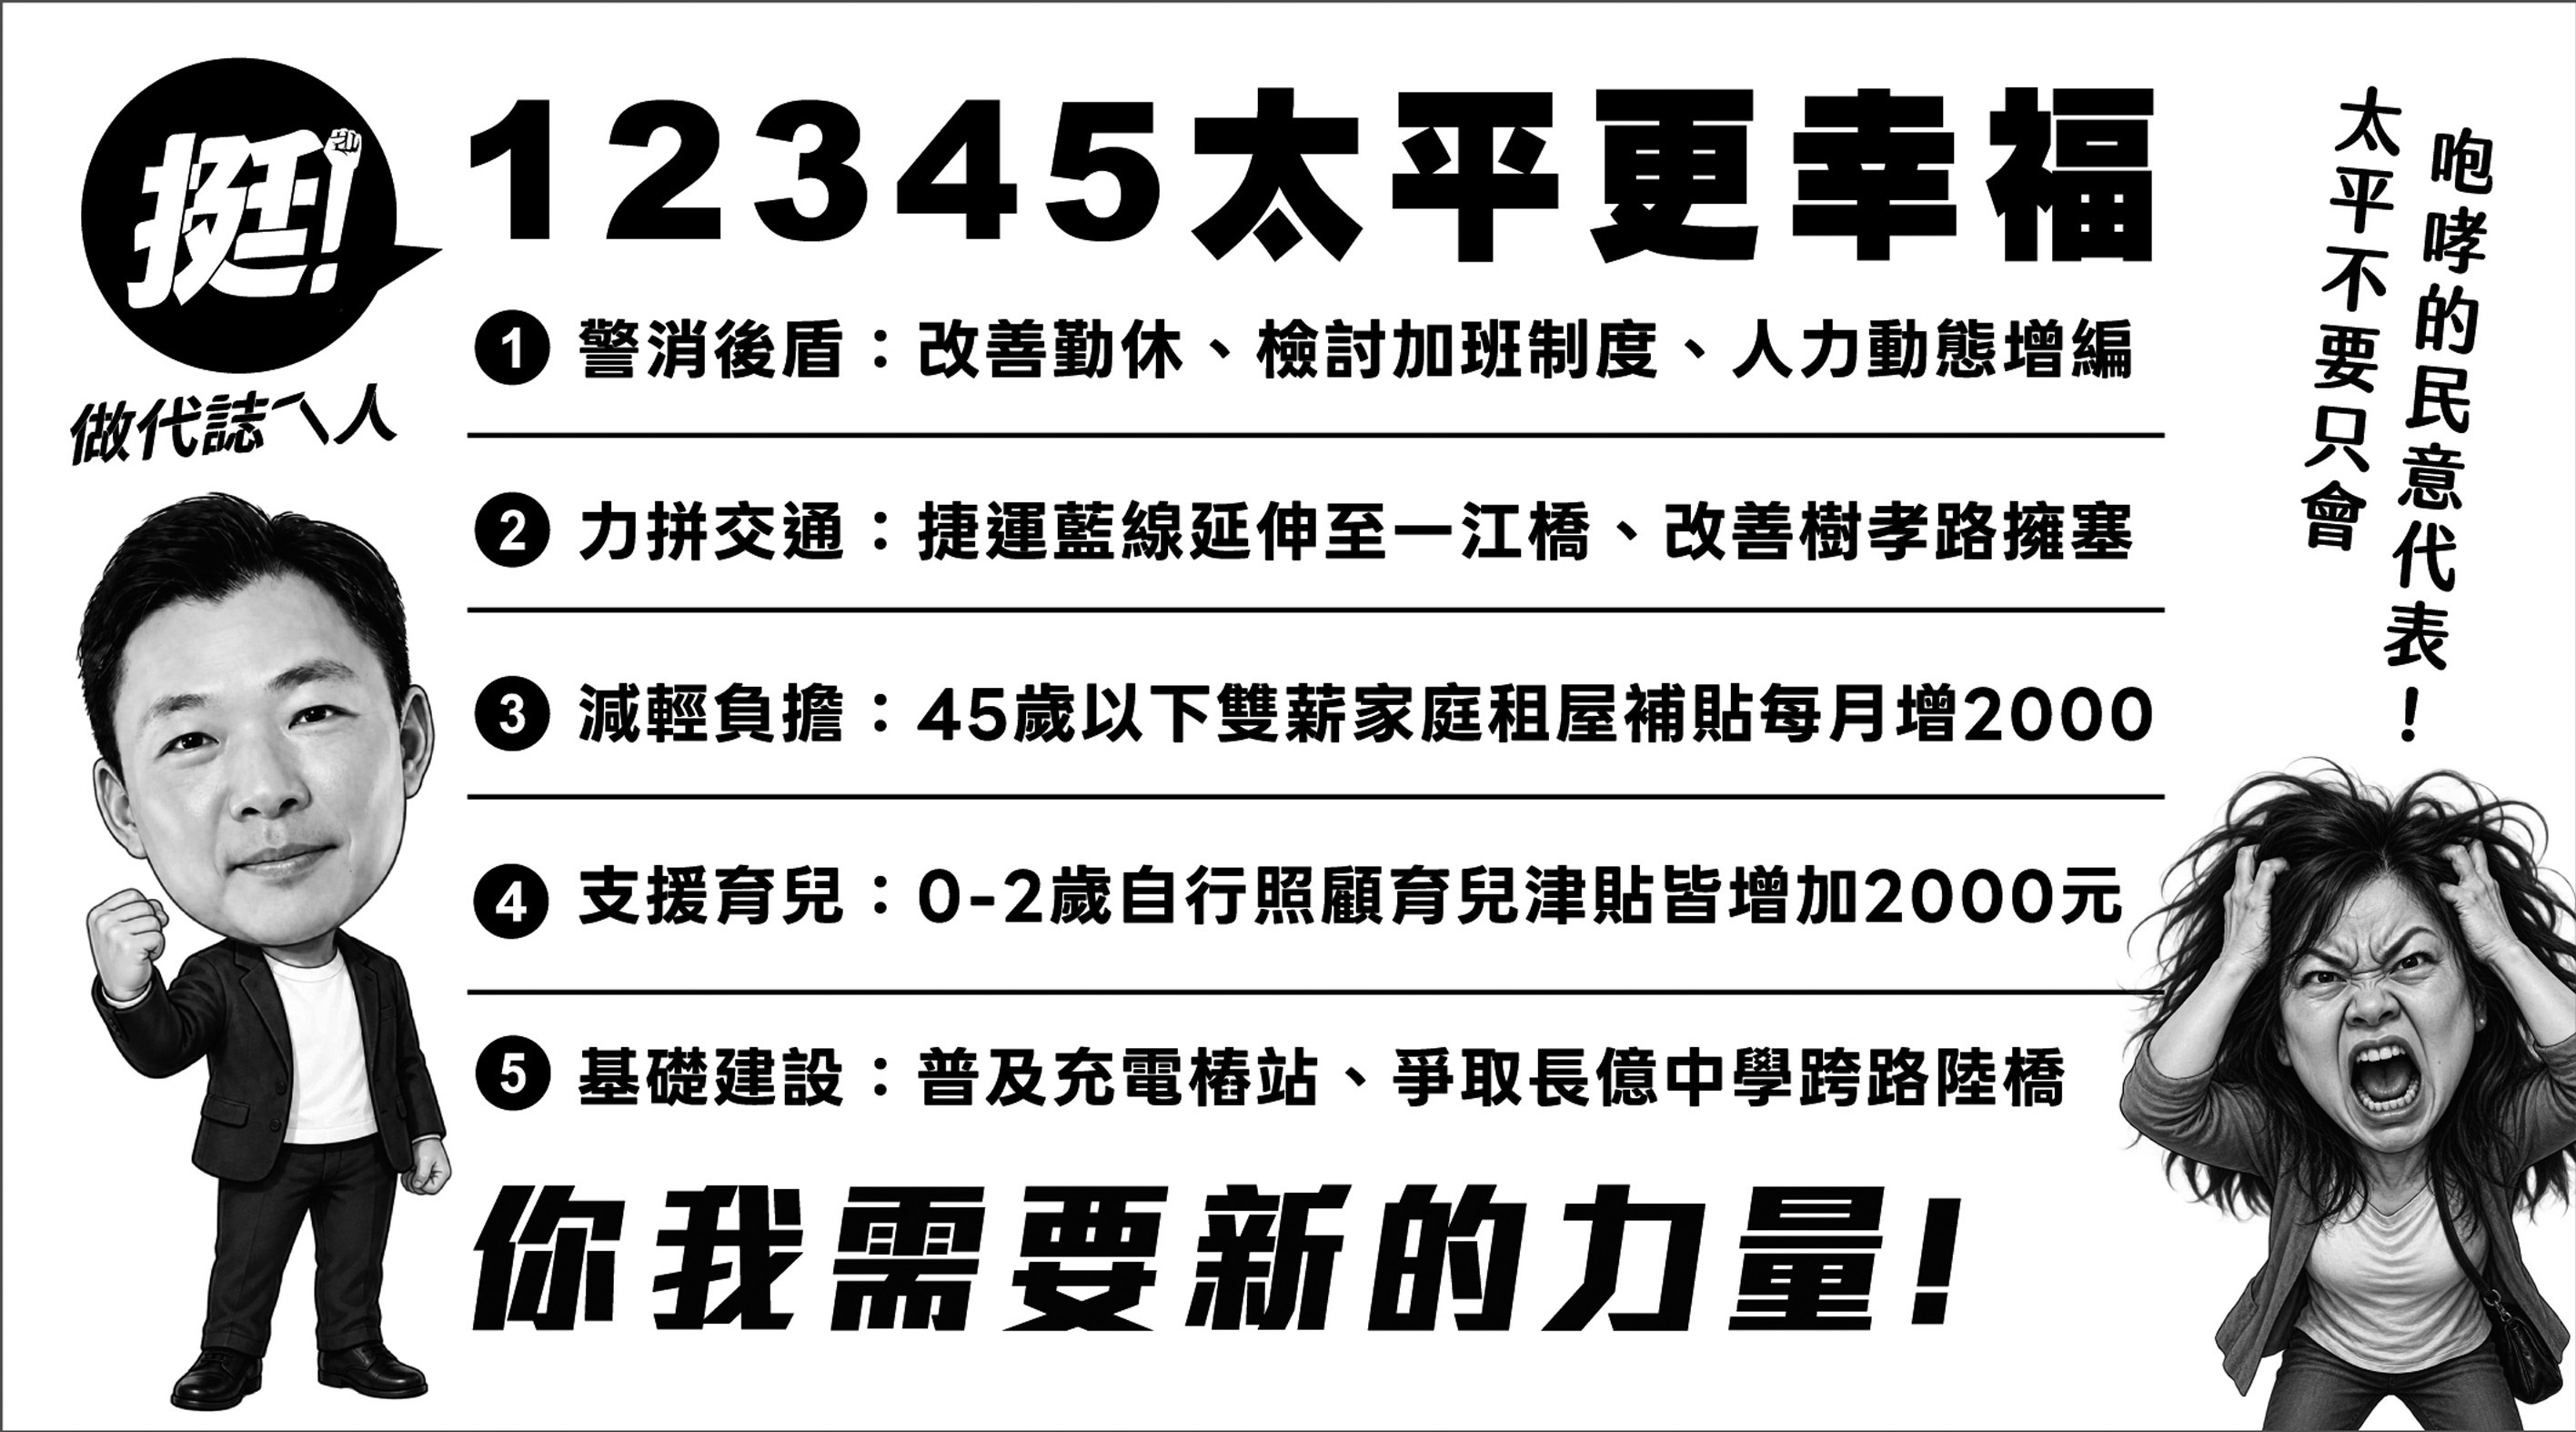 挺!
做代誌ㄟ人
12345太平更幸福
1 警消後盾：改善勤休、檢討加班制度、人力動態增編
2 力拼交通：捷運藍線延伸至一江橋、改善樹孝路擁塞
3 減輕負擔：45歲以下雙薪家庭租屋補貼每月增2000
4 支援育兒：0-2歲自行照顧育兒津貼皆增加2000元
5 基礎建設：普及充電樁站、爭取長億中學跨路陸橋
你我需要新的力量!
太平不要只會
咆哮的民意代表！